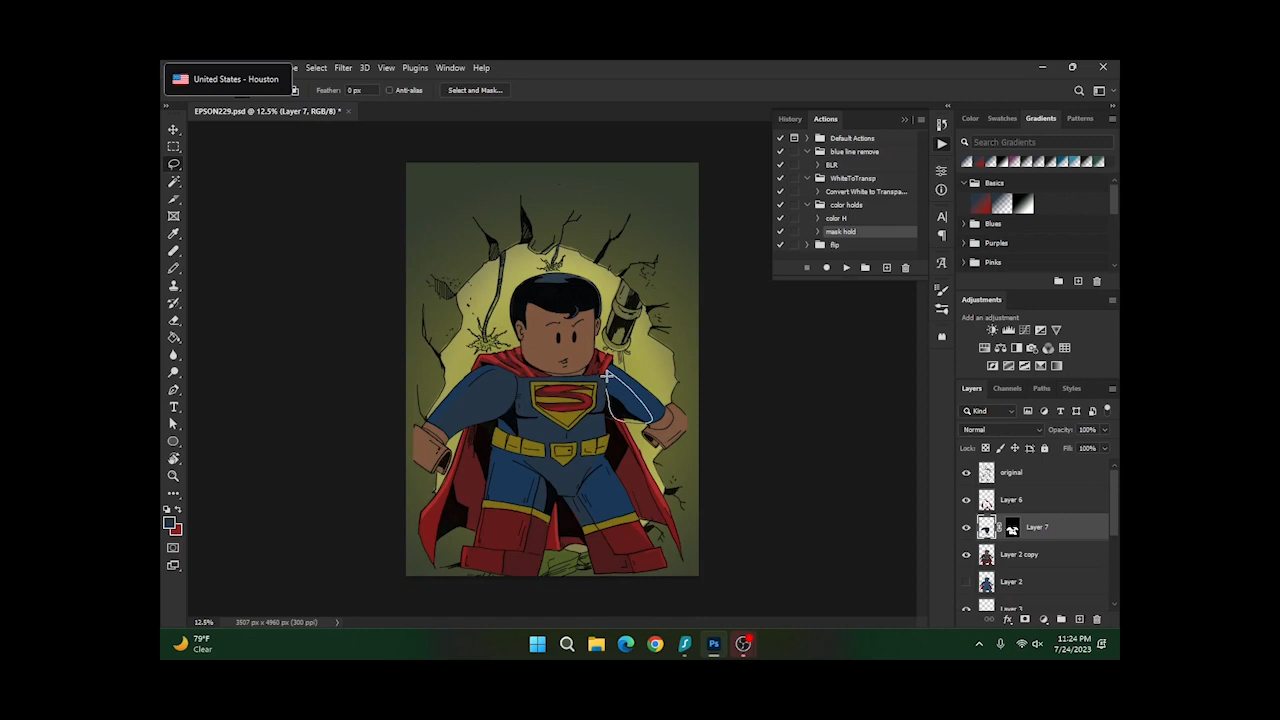 United States - Houston
Select Filter 3D View Plugins Window Help
Feather: 0 px Anti-alias Select and Mask...
EPSON229.psd @ 12.5% (Layer 7, RGB/8) *
History Actions
Default Actions
blue line remove
BLR
WhiteToTransp
Convert White to Transpa...
color holds
color H
mask hold
flip
Color Swatches Gradients Patterns
Search Gradients
Basics
Blues
Purples
Pinks
Adjustments
Add an adjustment
Layers Channels Paths Styles
Kind
Normal Opacity: 100%
Lock: Fill: 100%
original
Layer 6
Layer 7
Layer 2 copy
Layer 2
Layer 3
12.5% 3507 px x 4960 px (300 ppi)
79°F
Clear
11:24 PM
7/24/2023